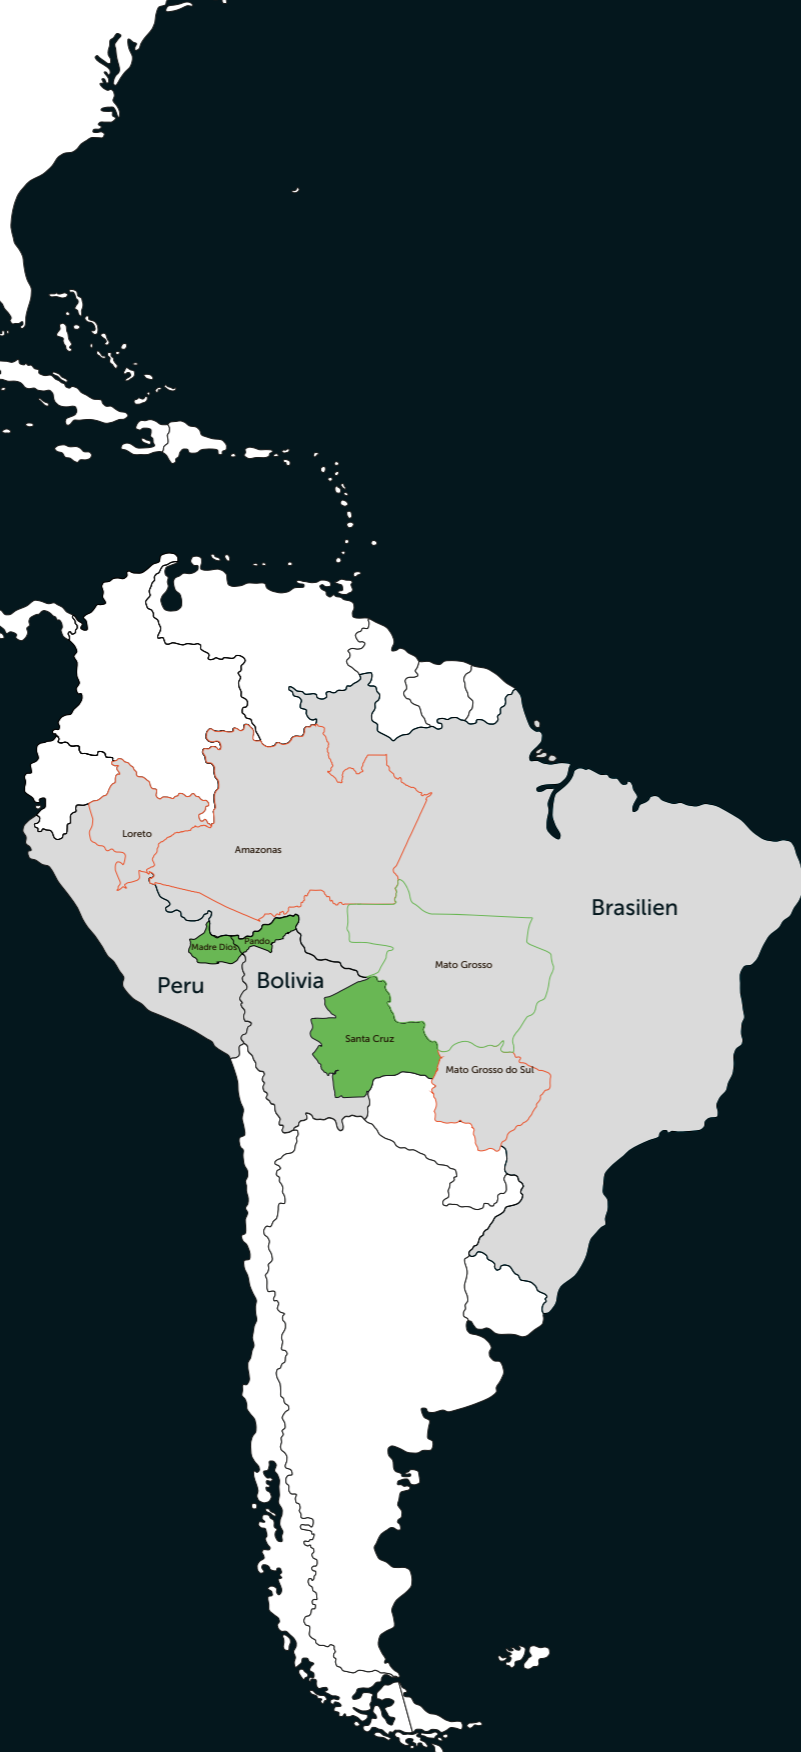 Loreto
Amazonas
Brasilien
Madre Dios
Pando
Mato Grosso
Peru
Bolivia
Santa Cruz
Mato Grosso do Sul